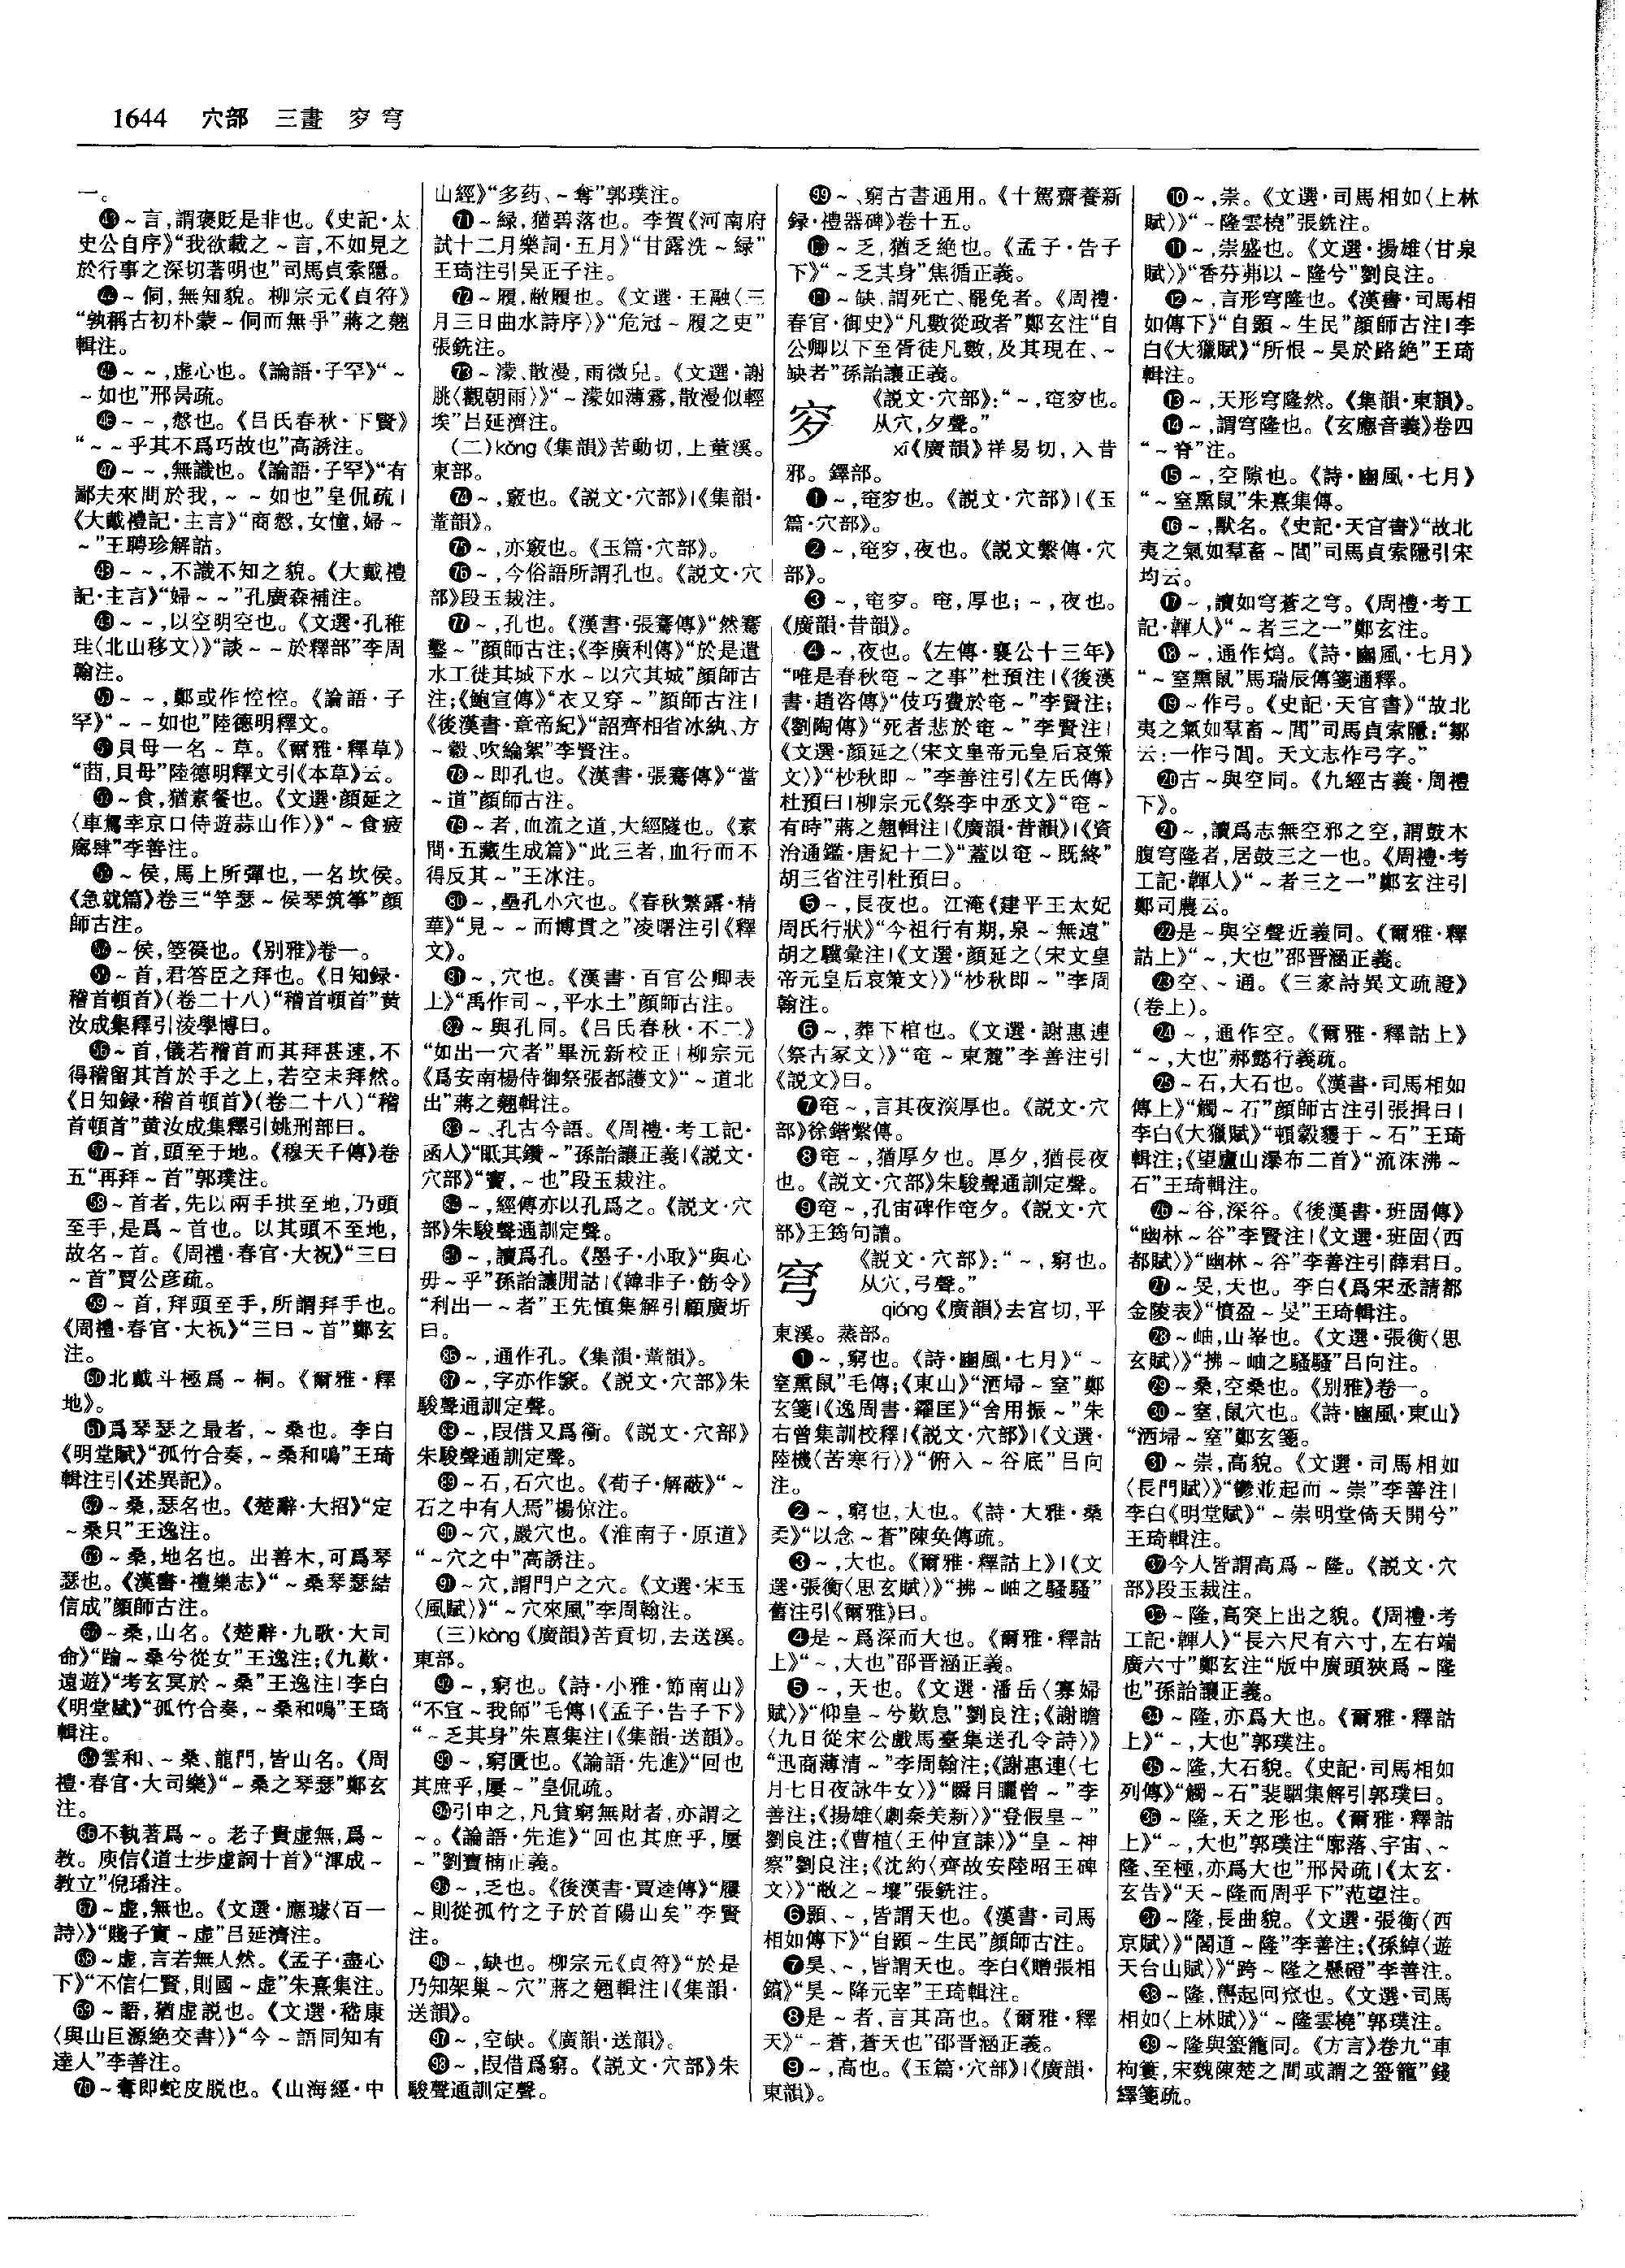 1644 穴部 三畫 穸 穹
一。
㊸～言,謂褒貶是非也。《史記·太
史公自序》“我欲載之～言,不如見之
於行事之深切著明也”司馬貞索隱。
㊹～侗,無知貌。柳宗元《貞符》
“孰稱古初朴蒙～侗而無爭”蔣之翹
輯注。
㊺～～,虛心也。《論語·子罕》“～
～如也”邢昺疏。
㊻～～,慤也。《吕氏春秋·下賢》
“～～乎其不爲巧故也”高誘注。
㊼～～,無識也。《論語·子罕》“有
鄙夫來問於我,～～如也”皇侃疏|
《大戴禮記·主言》“商慤,女憧,婦～
～”王聘珍解詁。
㊽～～,不識不知之貌。《大戴禮
記·主言》“婦～～”孔廣森補注。
㊾～～,以空明空也。《文選·孔稚
珪〈北山移文〉》“談～～於釋部”李周
翰注。
㊿～～,鄭或作悾悾。《論語·子
罕》“～～如也”陸德明釋文。
51貝母一名～草。《爾雅·釋草》
“莔,貝母”陸德明釋文引《本草》云。
52～食,猶素餐也。《文選·顔延之
〈車駕幸京口侍遊蒜山作〉》“～食疲
廊肆”李善注。
53～侯,馬上所彈也,一名坎侯。
《急就篇》卷三“竽瑟～侯琴筑箏”顔
師古注。
54～侯,箜篌也。《别雅》卷一。
55～首,君答臣之拜也。《日知録·
稽首頓首》(卷二十八)“稽首頓首”黄
汝成集釋引淩學博曰。
56～首,儀若稽首而其拜甚速,不
得稽留其首於手之上,若空未拜然。
《日知録·稽首頓首》(卷二十八)“稽
首頓首”黄汝成集釋引姚刑部曰。
57～首,頭至于地。《穆天子傳》卷
五“再拜～首”郭璞注。
58～首者,先以兩手拱至地,乃頭
至手,是爲～首也。以其頭不至地,
故名～首。《周禮·春官·大祝》“三曰
～首”賈公彦疏。
59～首,拜頭至手,所謂拜手也。
《周禮·春官·大祝》“三曰～首”鄭玄
注。
60北戴斗極爲～桐。《爾雅·釋
地》。
61爲琴瑟之最者,～桑也。李白
《明堂賦》“孤竹合奏,～桑和鳴”王琦
輯注引《述異記》。
62～桑,瑟名也。《楚辭·大招》“定
～桑只”王逸注。
63～桑,地名也。出善木,可爲琴
瑟也。《漢書·禮樂志》“～桑琴瑟結
信成”顔師古注。
64～桑,山名。《楚辭·九歌·大司
命》“踰～桑兮從女”王逸注;《九歎·
遠遊》“考玄冥於～桑”王逸注|李白
《明堂賦》“孤竹合奏,～桑和鳴”王琦
輯注。
65雲和、～桑、龍門,皆山名。《周
禮·春官·大司樂》“～桑之琴瑟”鄭玄
注。
66不執著爲～。老子貴虛無,爲～
教。庾信《道士步虛詞十首》“渾成～
教立”倪璠注。
67～虛,無也。《文選·應璩〈百一
詩〉》“賤子實～虛”吕延濟注。
68～虛,言若無人然。《孟子·盡心
下》“不信仁賢,則國～虛”朱熹集注。
69～語,猶虛説也。《文選·嵇康
〈與山巨源絶交書〉》“今～語同知有
達人”李善注。
70～奪即蛇皮脱也。《山海經·中
山經》“多药、～奪”郭璞注。
71～緑,猶碧落也。李賀《河南府
試十二月樂詞·五月》“甘露洗～緑”
王琦注引吴正子注。
72～履,敝履也。《文選·王融〈三
月三日曲水詩序〉》“危冠～履之吏”
張銑注。
73～濛、散漫,雨微皃。《文選·謝
朓〈觀朝雨〉》“～濛如薄霧,散漫似輕
埃”吕延濟注。
(二)kǒng《集韻》苦動切,上董溪。
東部。
74～,竅也。《説文·穴部》|《集韻·
董韻》。
75～,亦竅也。《玉篇·穴部》。
76～,今俗語所謂孔也。《説文·穴
部》段玉裁注。
77～,孔也。《漢書·張騫傳》“然騫
鑿～”顔師古注;《李廣利傳》“於是遣
水工徙其城下水～以穴其城”顔師古
注;《鮑宣傳》“衣又穿～”顔師古注|
《後漢書·章帝紀》“詔齊相省冰紈、方
～縠、吹綸絮”李賢注。
78～即孔也。《漢書·張騫傳》“當
～道”顔師古注。
79～者,血流之道,大經隧也。《素
問·五藏生成篇》“此三者,血行而不
得反其～”王冰注。
80～,壘孔小穴也。《春秋繁露·精
華》“見～～而博貫之”凌曙注引《釋
文》。
81～,穴也。《漢書·百官公卿表
上》“禹作司～,平水土”顔師古注。
82～與孔同。《吕氏春秋·不二》
“如出一穴者”畢沅新校正|柳宗元
《爲安南楊侍御祭張都護文》“～道北
出”蔣之翹輯注。
83～、孔古今語。《周禮·考工記·
函人》“眡其鑽～”孫詒讓正義|《説文·
穴部》“竇,～也”段玉裁注。
84～,經傳亦以孔爲之。《説文·穴
部》朱駿聲通訓定聲。
85～,讀爲孔。《墨子·小取》“與心
毋～乎”孫詒讓閒詁|《韓非子·飭令》
“利出一～者”王先慎集解引顧廣圻
曰。
86～,通作孔。《集韻·董韻》。
87～,字亦作窾。《説文·穴部》朱
駿聲通訓定聲。
88～,叚借又爲衝。《説文·穴部》
朱駿聲通訓定聲。
89～石,石穴也。《荀子·解蔽》“～
石之中有人焉”楊倞注。
90～穴,巖穴也。《淮南子·原道》
“～穴之中”高誘注。
91～穴,謂門户之穴。《文選·宋玉
〈風賦〉》“～穴來風”李周翰注。
(三)kòng《廣韻》苦貢切,去送溪。
東部。
92～,窮也。《詩·小雅·節南山》
“不宜～我師”毛傳|《孟子·告子下》
“～乏其身”朱熹集注|《集韻·送韻》。
93～,窮匱也。《論語·先進》“回也
其庶乎,屢～”皇侃疏。
94引申之,凡貧窮無財者,亦謂之
～。《論語·先進》“回也其庶乎,屢
～”劉寶楠正義。
95～,乏也。《後漢書·賈逵傳》“屢
～則從孤竹之子於首陽山矣”李賢
注。
96～,缺也。柳宗元《貞符》“於是
乃知架巢～穴”蔣之翹輯注|《集韻·
送韻》。
97～,空缺。《廣韻·送韻》。
98～,叚借爲窮。《説文·穴部》朱
駿聲通訓定聲。
99～、窮古書通用。《十駕齋養新
録·禮器碑》卷十五。
100～乏,猶乏絶也。《孟子·告子
下》“～乏其身”焦循正義。
101～缺,謂死亡、罷免者。《周禮·
春官·御史》“凡數從政者”鄭玄注“自
公卿以下至胥徒凡數,及其現在、～
缺者”孫詒讓正義。
穸 《説文·穴部》:“～,窀穸也。
从穴,夕聲。”
xī《廣韻》祥易切,入昔
邪。鐸部。
❶～,窀穸也。《説文·穴部》|《玉
篇·穴部》。
❷～,窀穸,夜也。《説文繫傳·穴
部》。
❸～,窀穸。窀,厚也;～,夜也。
《廣韻·昔韻》。
❹～,夜也。《左傳·襄公十三年》
“唯是春秋窀～之事”杜預注|《後漢
書·趙咨傳》“伎巧費於窀～”李賢注;
《劉陶傳》“死者悲於窀～”李賢注|
《文選·顔延之〈宋文皇帝元皇后哀策
文〉》“杪秋即～”李善注引《左氏傳》
杜預曰|柳宗元《祭李中丞文》“窀～
有時”蔣之翹輯注|《廣韻·昔韻》|《資
治通鑑·唐紀十二》“蓋以窀～既終”
胡三省注引杜預曰。
❺～,長夜也。江淹《建平王太妃
周氏行狀》“今祖行有期,泉～無遠”
胡之驥彙注|《文選·顔延之〈宋文皇
帝元皇后哀策文〉》“杪秋即～”李周
翰注。
❻～,葬下棺也。《文選·謝惠連
〈祭古冢文〉》“窀～東麓”李善注引
《説文》曰。
❼窀～,言其夜淡厚也。《説文·穴
部》徐鍇繫傳。
❽窀～,猶厚夕也。厚夕,猶長夜
也。《説文·穴部》朱駿聲通訓定聲。
❾窀～,孔宙碑作窀夕。《説文·穴
部》王筠句讀。
穹 《説文·穴部》:“～,窮也。
从穴,弓聲。”
qióng《廣韻》去宫切,平
東溪。蒸部。
❶～,窮也。《詩·豳風·七月》“～
窒熏鼠”毛傳;《東山》“洒埽～窒”鄭
玄箋|《逸周書·糴匡》“舍用振～”朱
右曾集訓校釋|《説文·穴部》|《文選·
陸機〈苦寒行〉》“俯入～谷底”吕向
注。
❷～,窮也,大也。《詩·大雅·桑
柔》“以念～蒼”陳奂傳疏。
❸～,大也。《爾雅·釋詁上》|《文
選·張衡〈思玄賦〉》“拂～岫之騷騷”
舊注引《爾雅》曰。
❹是～爲深而大也。《爾雅·釋詁
上》“～,大也”邵晋涵正義。
❺～,天也。《文選·潘岳〈寡婦
賦〉》“仰皇～兮歎息”劉良注;《謝瞻
〈九日從宋公戲馬臺集送孔令詩〉》
“迅商薄清～”李周翰注;《謝惠連〈七
月七日夜詠牛女〉》“瞬月矖曾～”李
善注;《揚雄〈劇秦美新〉》“登假皇～”
劉良注;《曹植〈王仲宣誄〉》“皇～神
察”劉良注;《沈約〈齊故安陸昭王碑
文〉》“敞之～壤”張銑注。
❻顥、～,皆謂天也。《漢書·司馬
相如傳下》“自顥～生民”顔師古注。
❼昊、～,皆謂天也。李白《贈張相
鎬》“昊～降元宰”王琦輯注。
❽是～者,言其高也。《爾雅·釋
天》“～蒼,蒼天也”邵晋涵正義。
❾～,高也。《玉篇·穴部》|《廣韻·
東韻》。
❿～,崇。《文選·司馬相如〈上林
賦〉》“～隆雲橈”張銑注。
⓫～,崇盛也。《文選·揚雄〈甘泉
賦〉》“香芬茀以～隆兮”劉良注。
⓬～,言形穹隆也。《漢書·司馬相
如傳下》“自顥～生民”顔師古注|李
白《大獵賦》“所恨～昊於路絶”王琦
輯注。
⓭～,天形穹隆然。《集韻·東韻》。
⓮～,謂穹隆也。《玄應音義》卷四
“～脊”注。
⓯～,空隙也。《詩·豳風·七月》
“～窒熏鼠”朱熹集傳。
⓰～,獸名。《史記·天官書》“故北
夷之氣如羣畜～閭”司馬貞索隱引宋
均云。
⓱～,讀如穹蒼之穹。《周禮·考工
記·韗人》“～者三之一”鄭玄注。
⓲～,通作焪。《詩·豳風·七月》
“～窒熏鼠”馬瑞辰傳箋通釋。
⓳～作弓。《史記·天官書》“故北
夷之氣如羣畜～閭”司馬貞索隱:“鄒
云:一作弓閭。天文志作弓字。”
⓴古～與空同。《九經古義·周禮
下》。
21～,讀爲志無空邪之空,謂鼓木
腹穹隆者,居鼓三之一也。《周禮·考
工記·韗人》“～者三之一”鄭玄注引
鄭司農云。
22是～與空聲近義同。《爾雅·釋
詁上》“～,大也”邵晋涵正義。
23空、～通。《三家詩異文疏證》
(卷上)。
24～,通作空。《爾雅·釋詁上》
“～,大也”郝懿行義疏。
25～石,大石也。《漢書·司馬相如
傳上》“觸～石”顔師古注引張揖曰|
李白《大獵賦》“頓彀玃于～石”王琦
輯注;《望廬山瀑布二首》“流沫沸～
石”王琦輯注。
26～谷,深谷。《後漢書·班固傳》
“幽林～谷”李賢注|《文選·班固〈西
都賦〉》“幽林～谷”李善注引薛君曰。
27～旻,天也。李白《爲宋丞請都
金陵表》“憤盈～旻”王琦輯注。
28～岫,山峯也。《文選·張衡〈思
玄賦〉》“拂～岫之騷騷”吕向注。
29～桑,空桑也。《别雅》卷一。
30～窒,鼠穴也。《詩·豳風·東山》
“洒埽～窒”鄭玄箋。
31～崇,高貌。《文選·司馬相如
〈長門賦〉》“鬱並起而～崇”李善注|
李白《明堂賦》“～崇明堂倚天開兮”
王琦輯注。
32今人皆謂高爲～隆。《説文·穴
部》段玉裁注。
33～隆,高突上出之貌。《周禮·考
工記·韗人》“長六尺有六寸,左右端
廣六寸”鄭玄注“版中廣頭狹爲～隆
也”孫詒讓正義。
34～隆,亦爲大也。《爾雅·釋詁
上》“～,大也”郭璞注。
35～隆,大石貌。《史記·司馬相如
列傳》“觸～石”裴駰集解引郭璞曰。
36～隆,天之形也。《爾雅·釋詁
上》“～,大也”郭璞注“廓落、宇宙、～
隆、至極,亦爲大也”邢昺疏|《太玄·
玄告》“天～隆而周乎下”范望注。
37～隆,長曲貌。《文選·張衡〈西
京賦〉》“閣道～隆”李善注;《孫綽〈遊
天台山賦〉》“跨～隆之懸磴”李善注。
38～隆,欝起回㳬也。《文選·司馬
相如〈上林賦〉》“～隆雲橈”郭璞注。
39～隆與簦籠同。《方言》卷九“車
枸簍,宋魏陳楚之間或謂之簦籠”錢
繹箋疏。